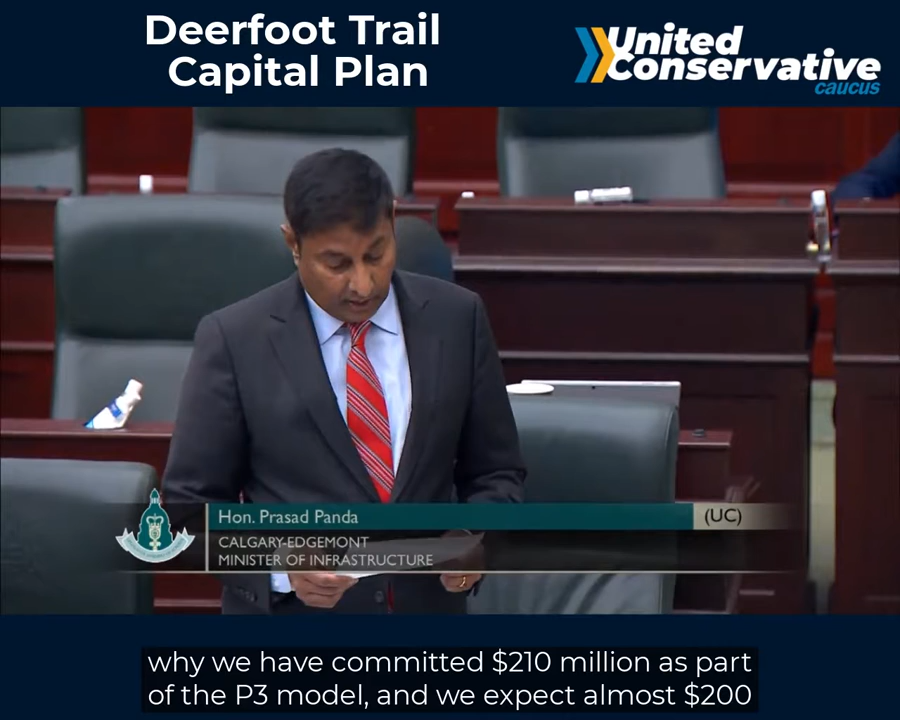 Deerfoot Trail
Capital Plan
United
Conservative
caucus
Hon. Prasad Panda
(UC)
CALGARY-EDGEMONT
MINISTER OF INFRASTRUCTURE
why we have committed $210 million as part
of the P3 model, and we expect almost $200